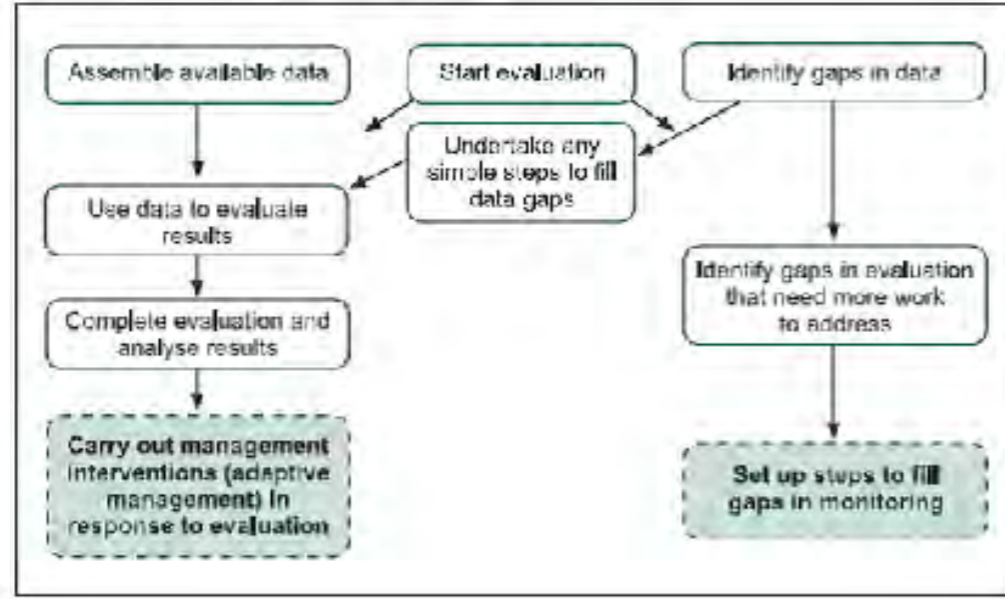 Assemble available data
Start evaluation
Identify gaps in data
Undertake any
simple steps to fill
data gaps
Use data to evaluate
results
Identify gaps in evaluation
that need more work
to address
Complete evaluation and
analyse results
Carry out management
interventions (adaptive
management) in
response to evaluation
Set up steps to fill
gaps in monitoring